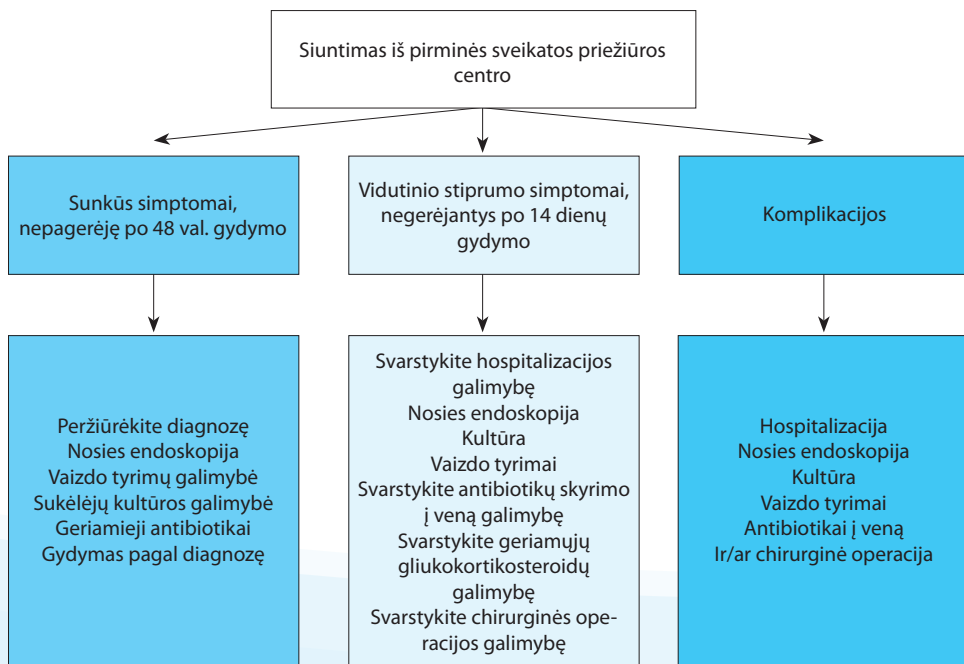 Siuntimas iš pirminės sveikatos priežiūros
centro
Sunkūs simptomai,
nepagerėję po 48 val. gydymo
Vidutinio stiprumo simptomai,
negerėjantys po 14 dienų
gydymo
Komplikacijos
Peržiūrėkite diagnozę
Nosies endoskopija
Vaizdo tyrimų galimybė
Sukėlėjų kultūros galimybė
Geriamieji antibiotikai
Gydymas pagal diagnozę
Svarstykite hospitalizacijos
galimybę
Nosies endoskopija
Kultūra
Vaizdo tyrimai
Svarstykite antibiotikų skyrimo
į veną galimybę
Svarstykite geriamųjų
gliukokortikosteroidų
galimybę
Svarstykite chirurginės ope-
racijos galimybę
Hospitalizacija
Nosies endoskopija
Kultūra
Vaizdo tyrimai
Antibiotikai į veną
Ir/ar chirurginė operacija